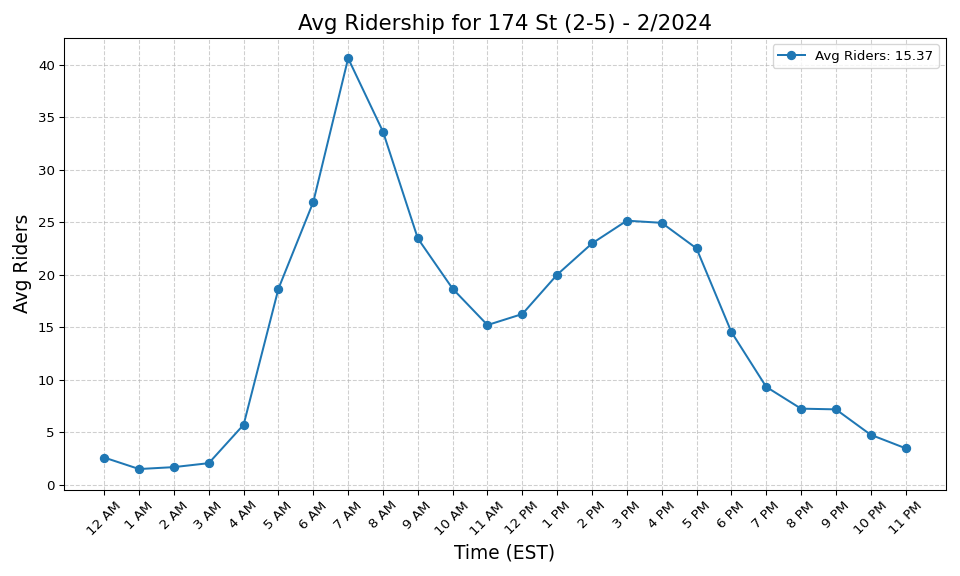 Avg Ridership for 174 St (2-5) - 2/2024
Avg Riders: 15.37
Avg Riders
40
35
30
25
20
15
10
5
0
12 AM
1 AM
2 AM
3 AM
4 AM
5 AM
6 AM
7 AM
8 AM
9 AM
10 AM
11 AM
12 PM
1 PM
2 PM
3 PM
4 PM
5 PM
6 PM
7 PM
8 PM
9 PM
10 PM
11 PM
Time (EST)